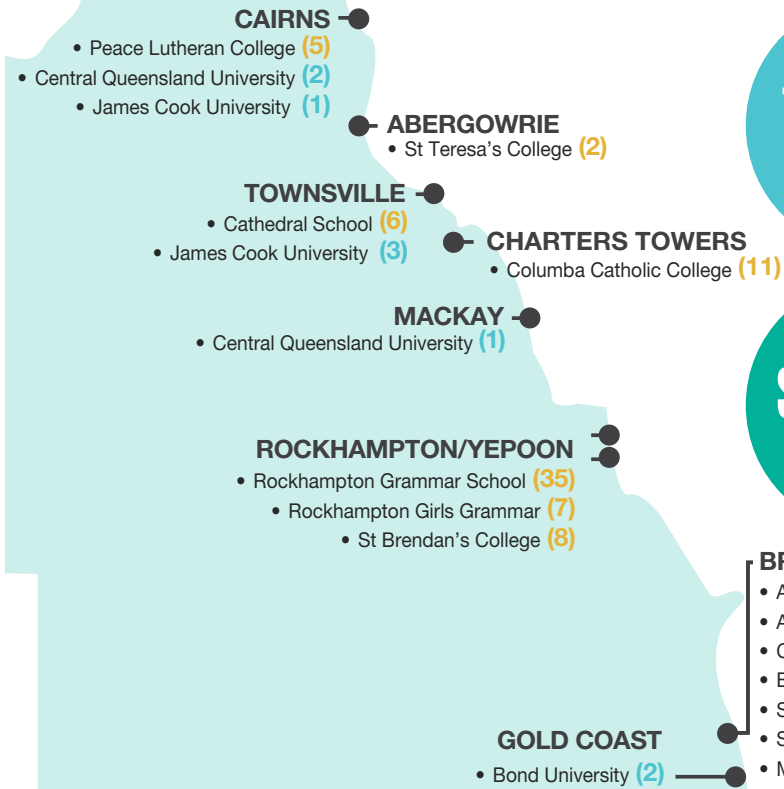 CAIRNS
• Peace Lutheran College (5)
• Central Queensland University (2)
• James Cook University (1)
ABERGOWRIE
• St Teresa's College (2)
TOWNSVILLE
• Cathedral School (6)
• James Cook University (3)
CHARTERS TOWERS
• Columba Catholic College (11)
MACKAY
• Central Queensland University (1)
ROCKHAMPTON/YEPOON
• Rockhampton Grammar School (35)
• Rockhampton Girls Grammar (7)
• St Brendan's College (8)
GOLD COAST
• Bond University (2)